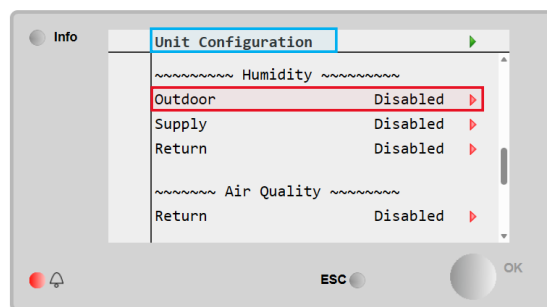 Info
Unit Configuration
~~~~~~~~~ Humidity ~~~~~~~~~
Outdoor Disabled
Supply Disabled
Return Disabled
~~~~~~~ Air Quality ~~~~~~~~
Return Disabled
ESC
OK